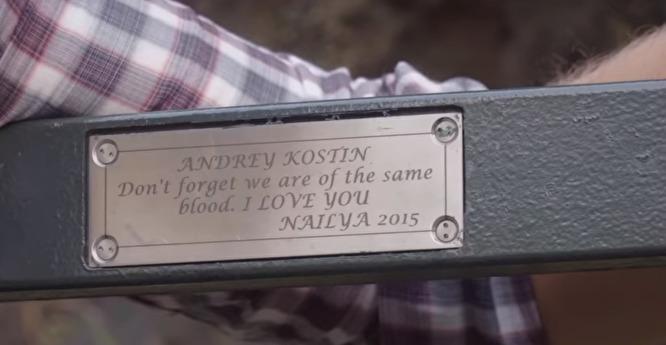 ANDREY KOSTIN
Don't forget we are of the same
blood. I LOVE YOU
NAILYA 2015